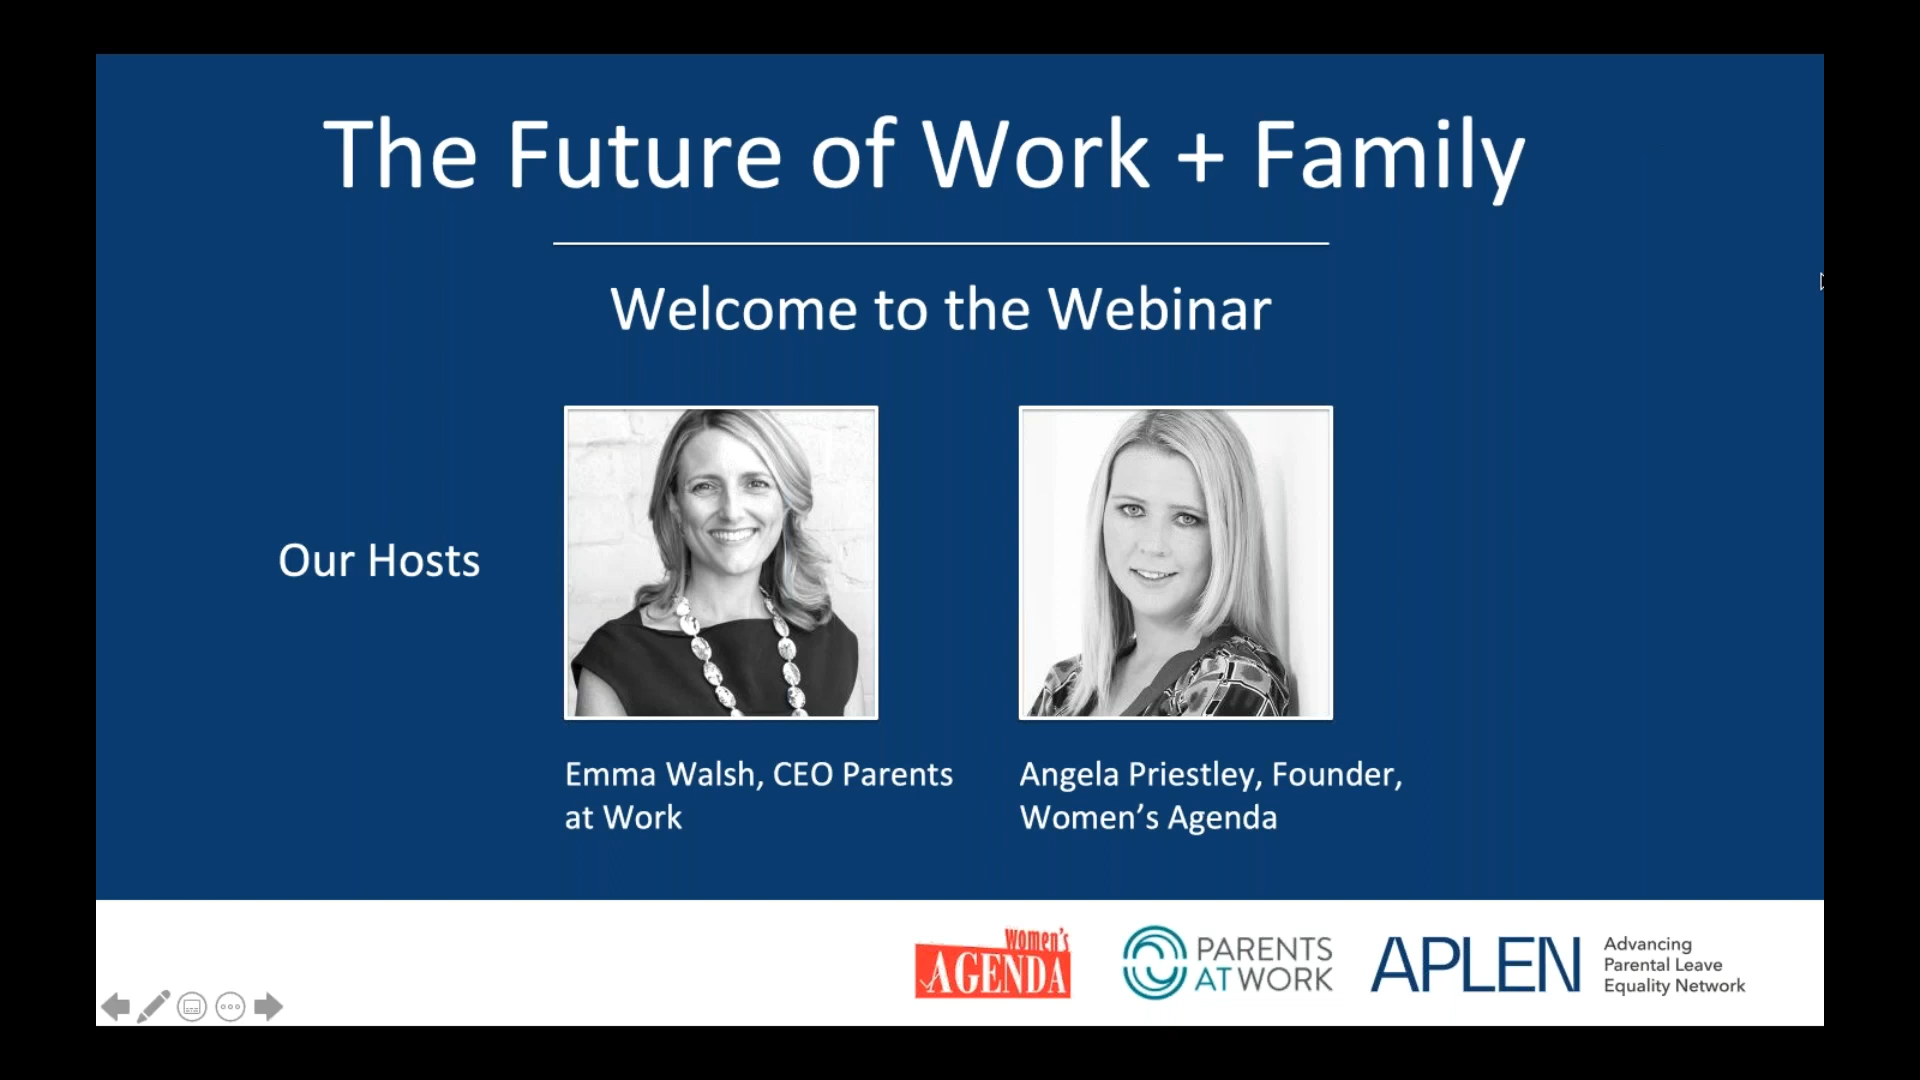 The Future of Work + Family
Welcome to the Webinar
Our Hosts
Emma Walsh, CEO Parents
at Work
Angela Priestley, Founder,
Women’s Agenda
women's
AGENDA
PARENTS
AT WORK
APLEN
Advancing
Parental Leave
Equality Network